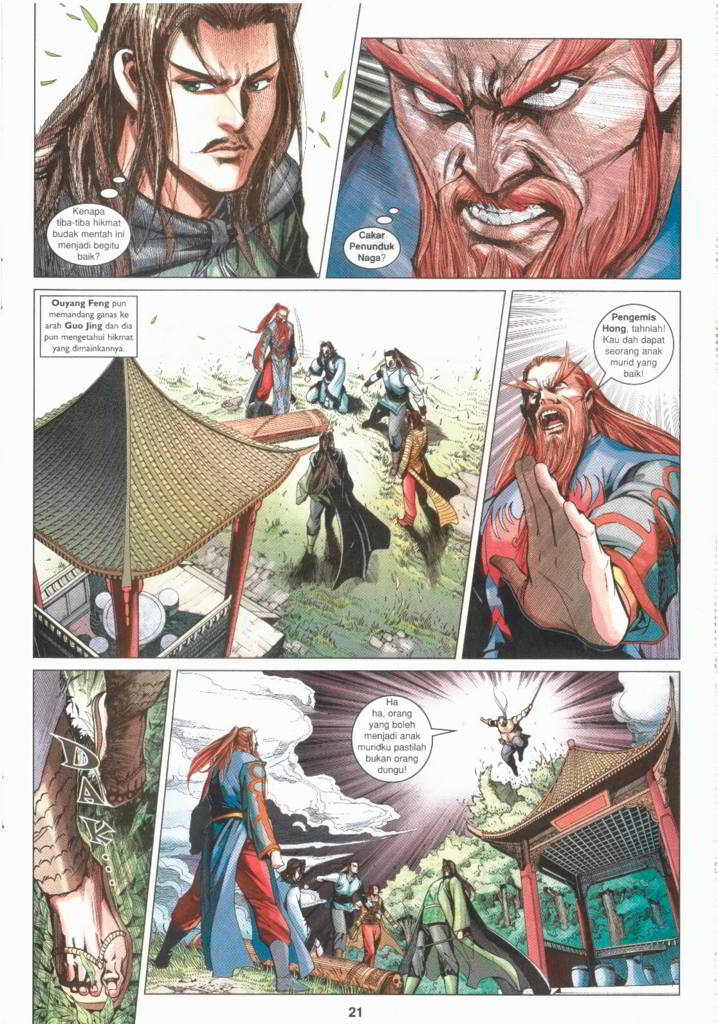 Kenapa
tiba-tiba hikmat
budak mentah ini
menjadi begitu
baik?
Cakar
Penunduk
Naga?
Ouyang Feng pun
memandang ganas ke
arah Guo Jing dan dia
pun mengetahui hikmat
yang dimainkannya.
Pengemis
Hong, tahniah!
Kau dah dapat
seorang anak
murid yang
baik!
DAK...
Ha
ha, orang
yang boleh
menjadi anak
muridku pastilah
bukan orang
dungu!
21